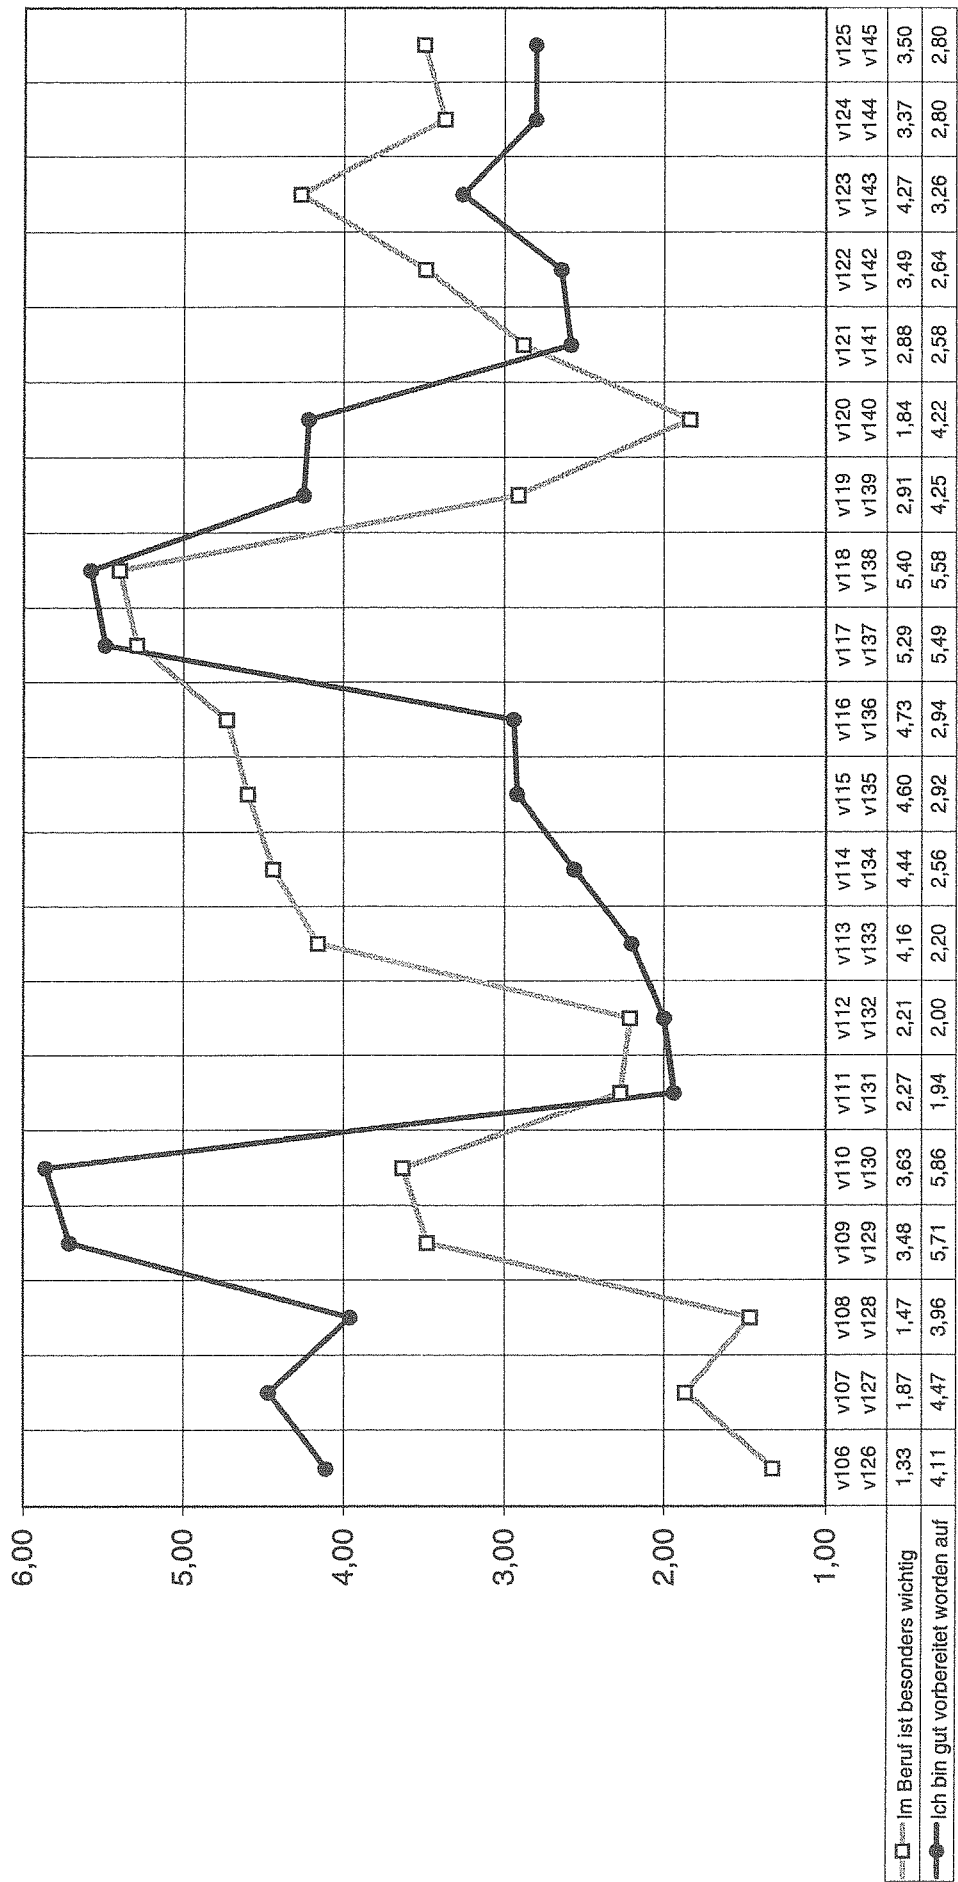 6,00
5,00
4,00
3,00
2,00
1,00
v106 v107 v108 v109 v110 v111 v112 v113 v114 v115 v116 v117 v118 v119 v120 v121 v122 v123 v124 v125
v126 v127 v128 v129 v130 v131 v132 v133 v134 v135 v136 v137 v138 v139 v140 v141 v142 v143 v144 v145
Im Beruf ist besonders wichtig 1,33 1,87 1,47 3,48 3,63 2,27 2,21 4,16 4,44 4,60 4,73 5,29 5,40 2,91 1,84 2,88 3,49 4,27 3,37 3,50
Ich bin gut vorbereitet worden auf 4,11 4,47 3,96 5,71 5,86 1,94 2,00 2,20 2,56 2,92 2,94 5,49 5,58 4,25 4,22 2,58 2,64 3,26 2,80 2,80